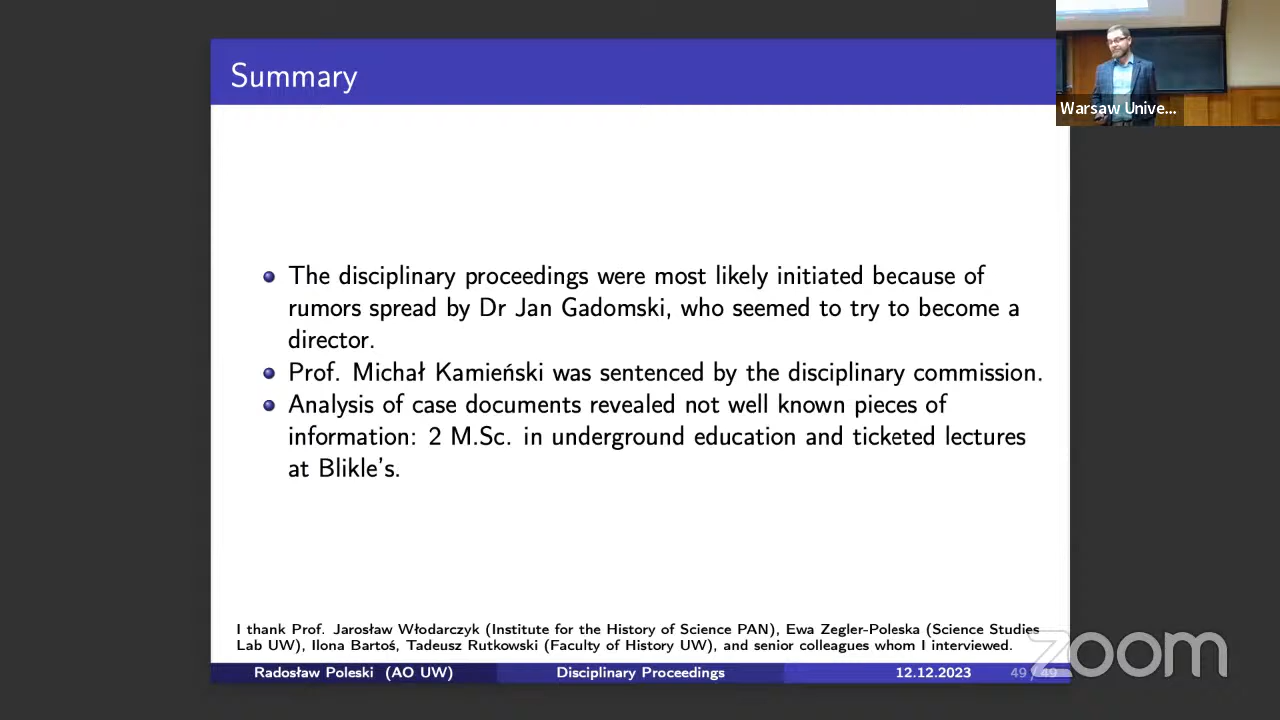 Summary
Warsaw Unive...
The disciplinary proceedings were most likely initiated because of
rumors spread by Dr Jan Gadomski, who seemed to try to become a
director.
Prof. Michał Kamieński was sentenced by the disciplinary commission.
Analysis of case documents revealed not well known pieces of
information: 2 M.Sc. in underground education and ticketed lectures
at Blikle's.
I thank Prof. Jarosław Włodarczyk (Institute for the History of Science PAN), Ewa Zegler-Poleska (Science Studies
Lab UW), Ilona Bartoś, Tadeusz Rutkowski (Faculty of History UW), and senior colleagues whom I interviewed.
Radosław Poleski (AO UW) Disciplinary Proceedings 12.12.2023 49 / 49
zoom